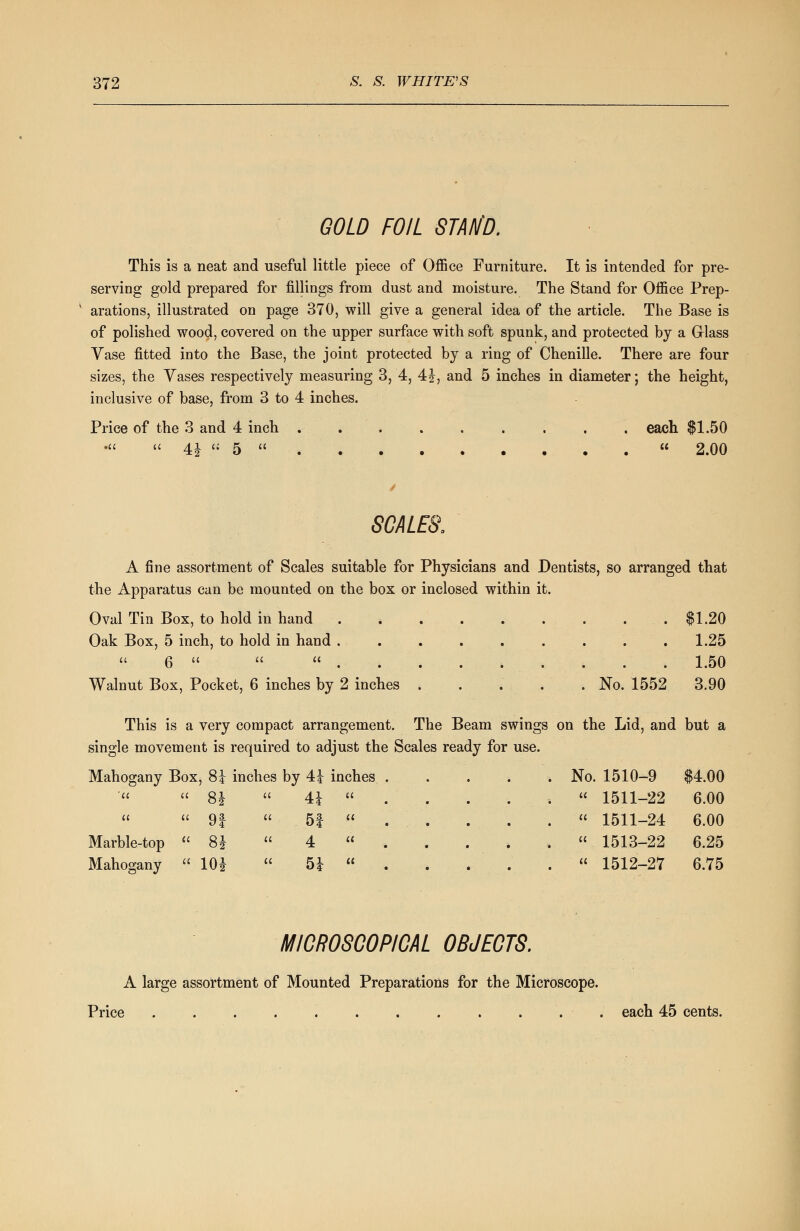 372 S. S. WHITE'S
GOLD FOIL STAND.
This is a neat and useful little piece of Office Furniture. It is intended for pre-
serving gold prepared for fillings from dust and moisture. The Stand for Office Prep-
arations, illustrated on page 370, will give a general idea of the article. The Base is
of polished wood, covered on the upper surface with soft spunk, and protected by a Glass
Vase fitted into the Base, the joint protected by a ring of Chenille. There are four
sizes, the Vases respectively measuring 3, 4, 4½, and 5 inches in diameter; the height,
inclusive of base, from 3 to 4 inches.
Price of the 3 and 4 inch . . . . . . . . . each $1.50
“ “ 4½ “ 5 “ . . . . . . . . . “ 2.00
SCALES.
A fine assortment of Scales suitable for Physicians and Dentists, so arranged that
the Apparatus can be mounted on the box or inclosed within it.
Oval Tin Box, to hold in hand . . . . . . . . . $1.20
Oak Box, 5 inch, to hold in hand . . . . . . . . . 1.25
“ 6 “ “ “ . . . . . . . . . 1.50
Walnut Box, Pocket, 6 inches by 2 inches . . . . . No. 1552 3.90
This is a very compact arrangement. The Beam swings on the Lid, and but a
single movement is required to adjust the Scales ready for use.
Mahogany Box, 8¼ inches by 4¼ inches . . . . . No. 1510–9 $4.00
“ “ 8½ “ 4¼ “ . . . . . “ 1511–22 6.00
“ “ 9¾ “ 5¾ “ . . . . . “ 1511–24 6.00
Marble-top “ 8½ “ 4 “ . . . . . “ 1513–22 6.25
Mahogany “ 10½ “ 5¼ “ . . . . . “ 1512–27 6.75
MICROSCOPICAL OBJECTS.
A large assortment of Mounted Preparations for the Microscope.
Price . . . . . . . . . . . . each 45 cents.